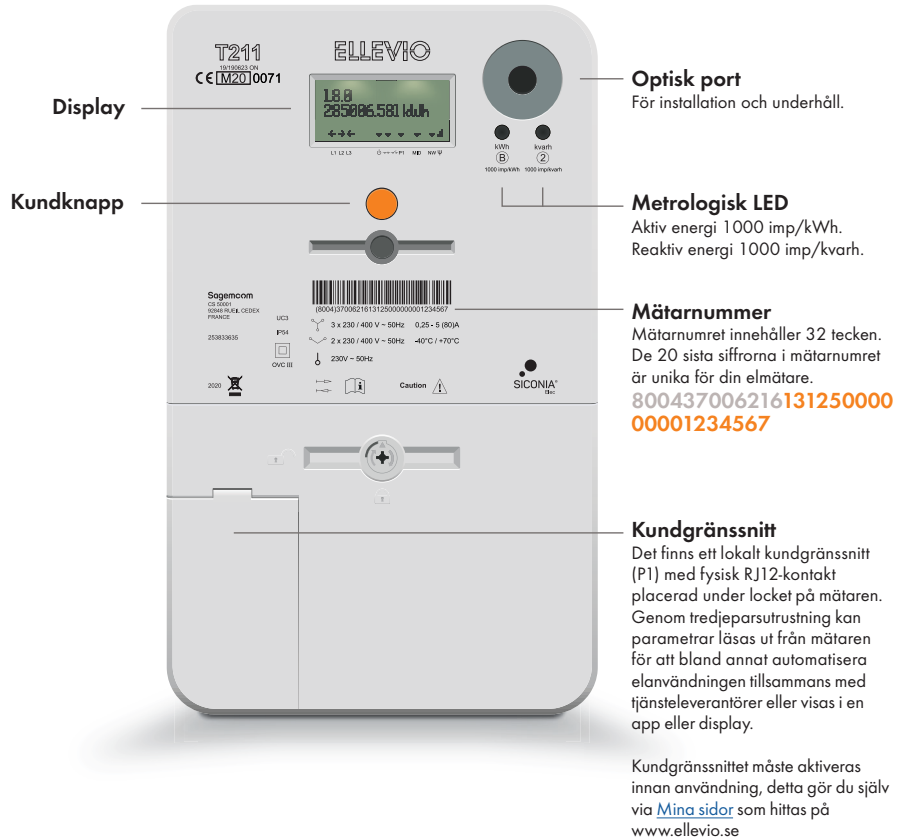 T211
19/190623 ON
CE M20 0071
ELLEVIO
Display
1.8.0
285006.581 kWh
L1 L2 L3
P1 MID NW
kWh
B
1000 imp/kWh
kvarh
2
1000 imp/kvarh
Optisk port
För installation och underhåll.
Kundknapp
Metrologisk LED
Aktiv energi 1000 imp/kWh.
Reaktiv energi 1000 imp/kvarh.
Sagemcom
CS 50001
92848 RUEIL CEDEX
FRANCE
253833635
2020
UC3
IP54
OVC III
(8004)37006216131250000000001234567
3 x 230 / 400 V ~ 50Hz 0,25 - 5 (80)A
2 x 230 / 400 V ~ 50Hz -40°C / +70°C
230V ~ 50Hz
Caution
SICONIA®
Elec
Mätarnummer
Mätarnumret innehåller 32 tecken.
De 20 sista siffrorna i mätarnumret
är unika för din elmätare.
800437006216131250000
00001234567
Kundgränssnitt
Det finns ett lokalt kundgränssnitt
(P1) med fysisk RJ12-kontakt
placerad under locket på mätaren.
Genom tredjeparsutrustning kan
parametrar läsas ut från mätaren
för att bland annat automatisera
elanvändningen tillsammans med
tjänsteleverantörer eller visas i en
app eller display.
Kundgränssnittet måste aktiveras
innan användning, detta gör du själv
via Mina sidor som hittas på
www.ellevio.se